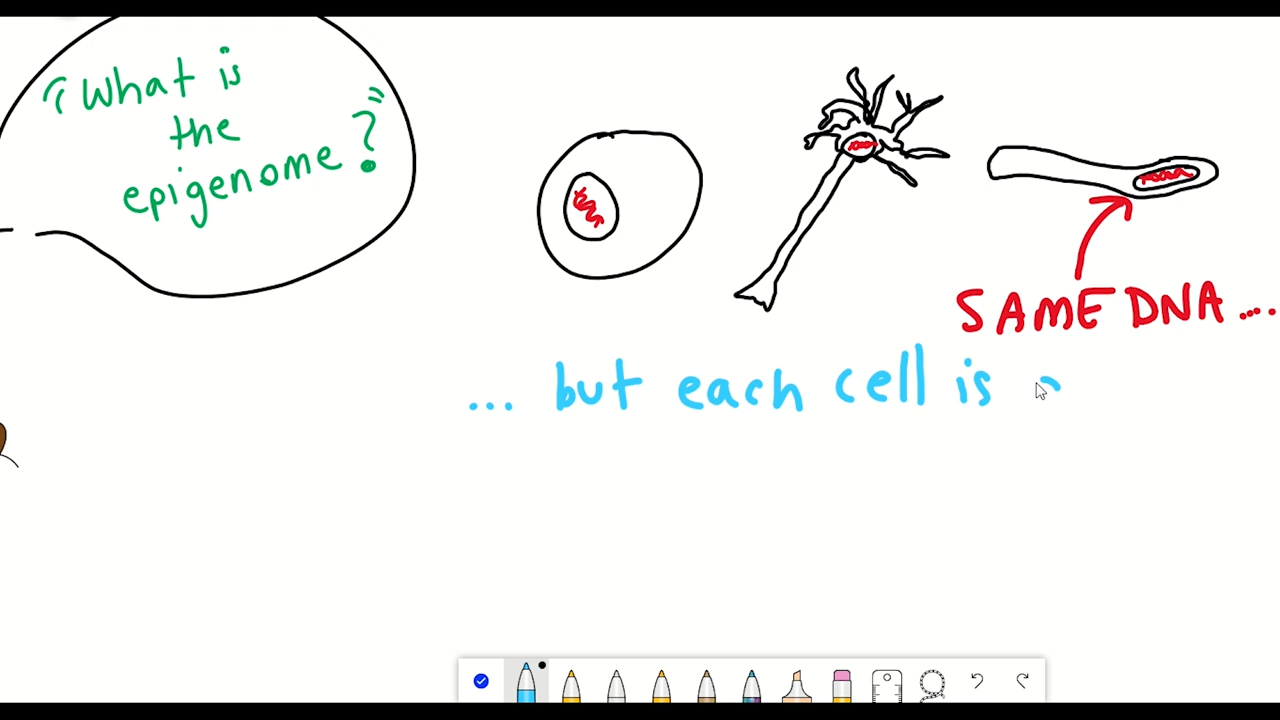 "What is
the
epigenome?"
SAME DNA....
... but each cell is